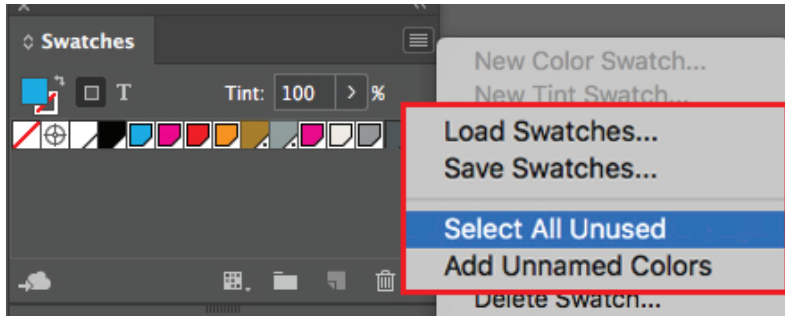 Swatches
T Tint: 100 > %
New Color Swatch...
New Tint Swatch...
Load Swatches...
Save Swatches...
Select All Unused
Add Unnamed Colors
Delete Swatch...